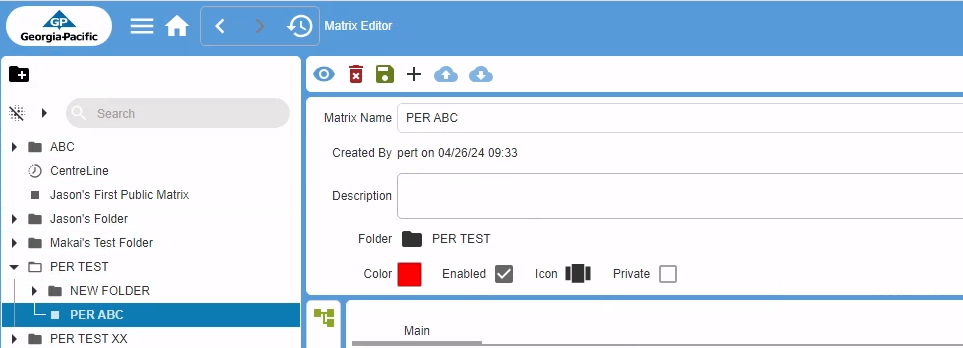 GP
Georgia-Pacific
Matrix Editor
Search
ABC
CentreLine
Jason's First Public Matrix
Jason's Folder
Makai's Test Folder
PER TEST
NEW FOLDER
PER ABC
PER TEST XX
Matrix Name PER ABC
Created By pert on 04/26/24 09:33
Description
Folder PER TEST
Color Enabled Icon Private
Main